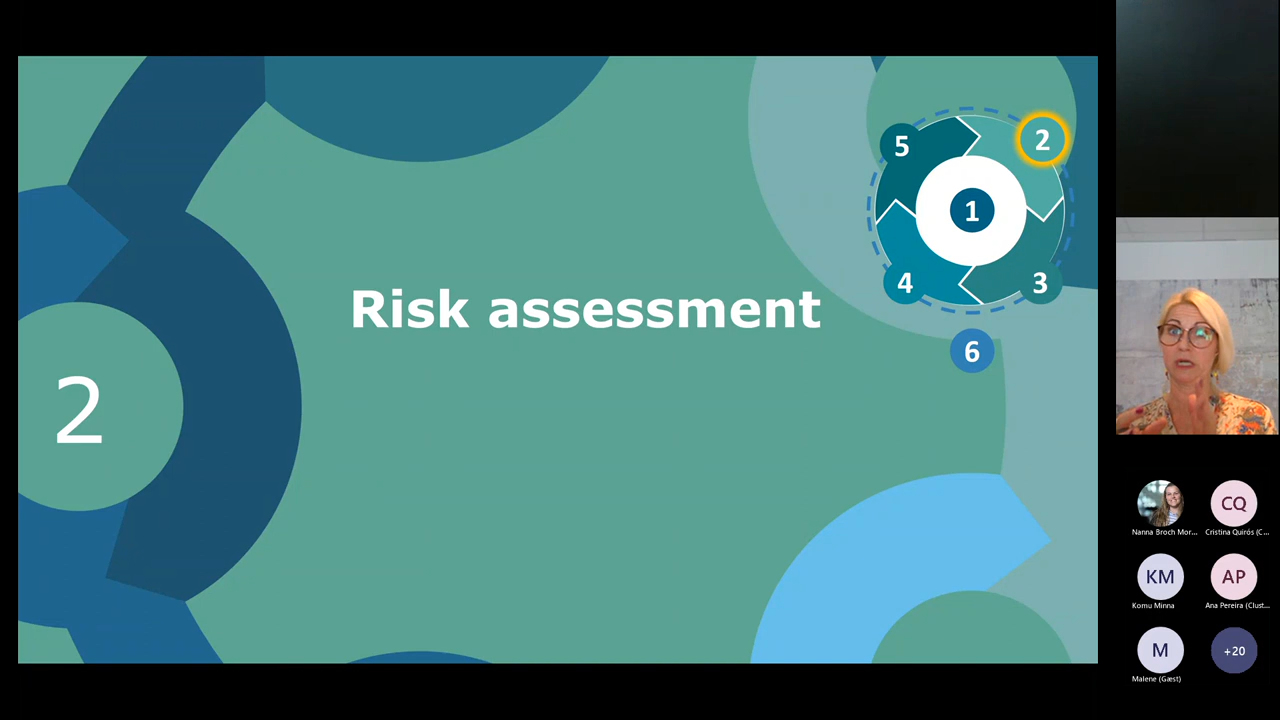 2
Risk assessment
5
2
1
4
3
6
Nanna Broch Mor...
CQ
Cristina Quirós (C...
KM
Komu Minna
AP
Ana Pereira (Clust...
M
Malene (Gæst)
+20